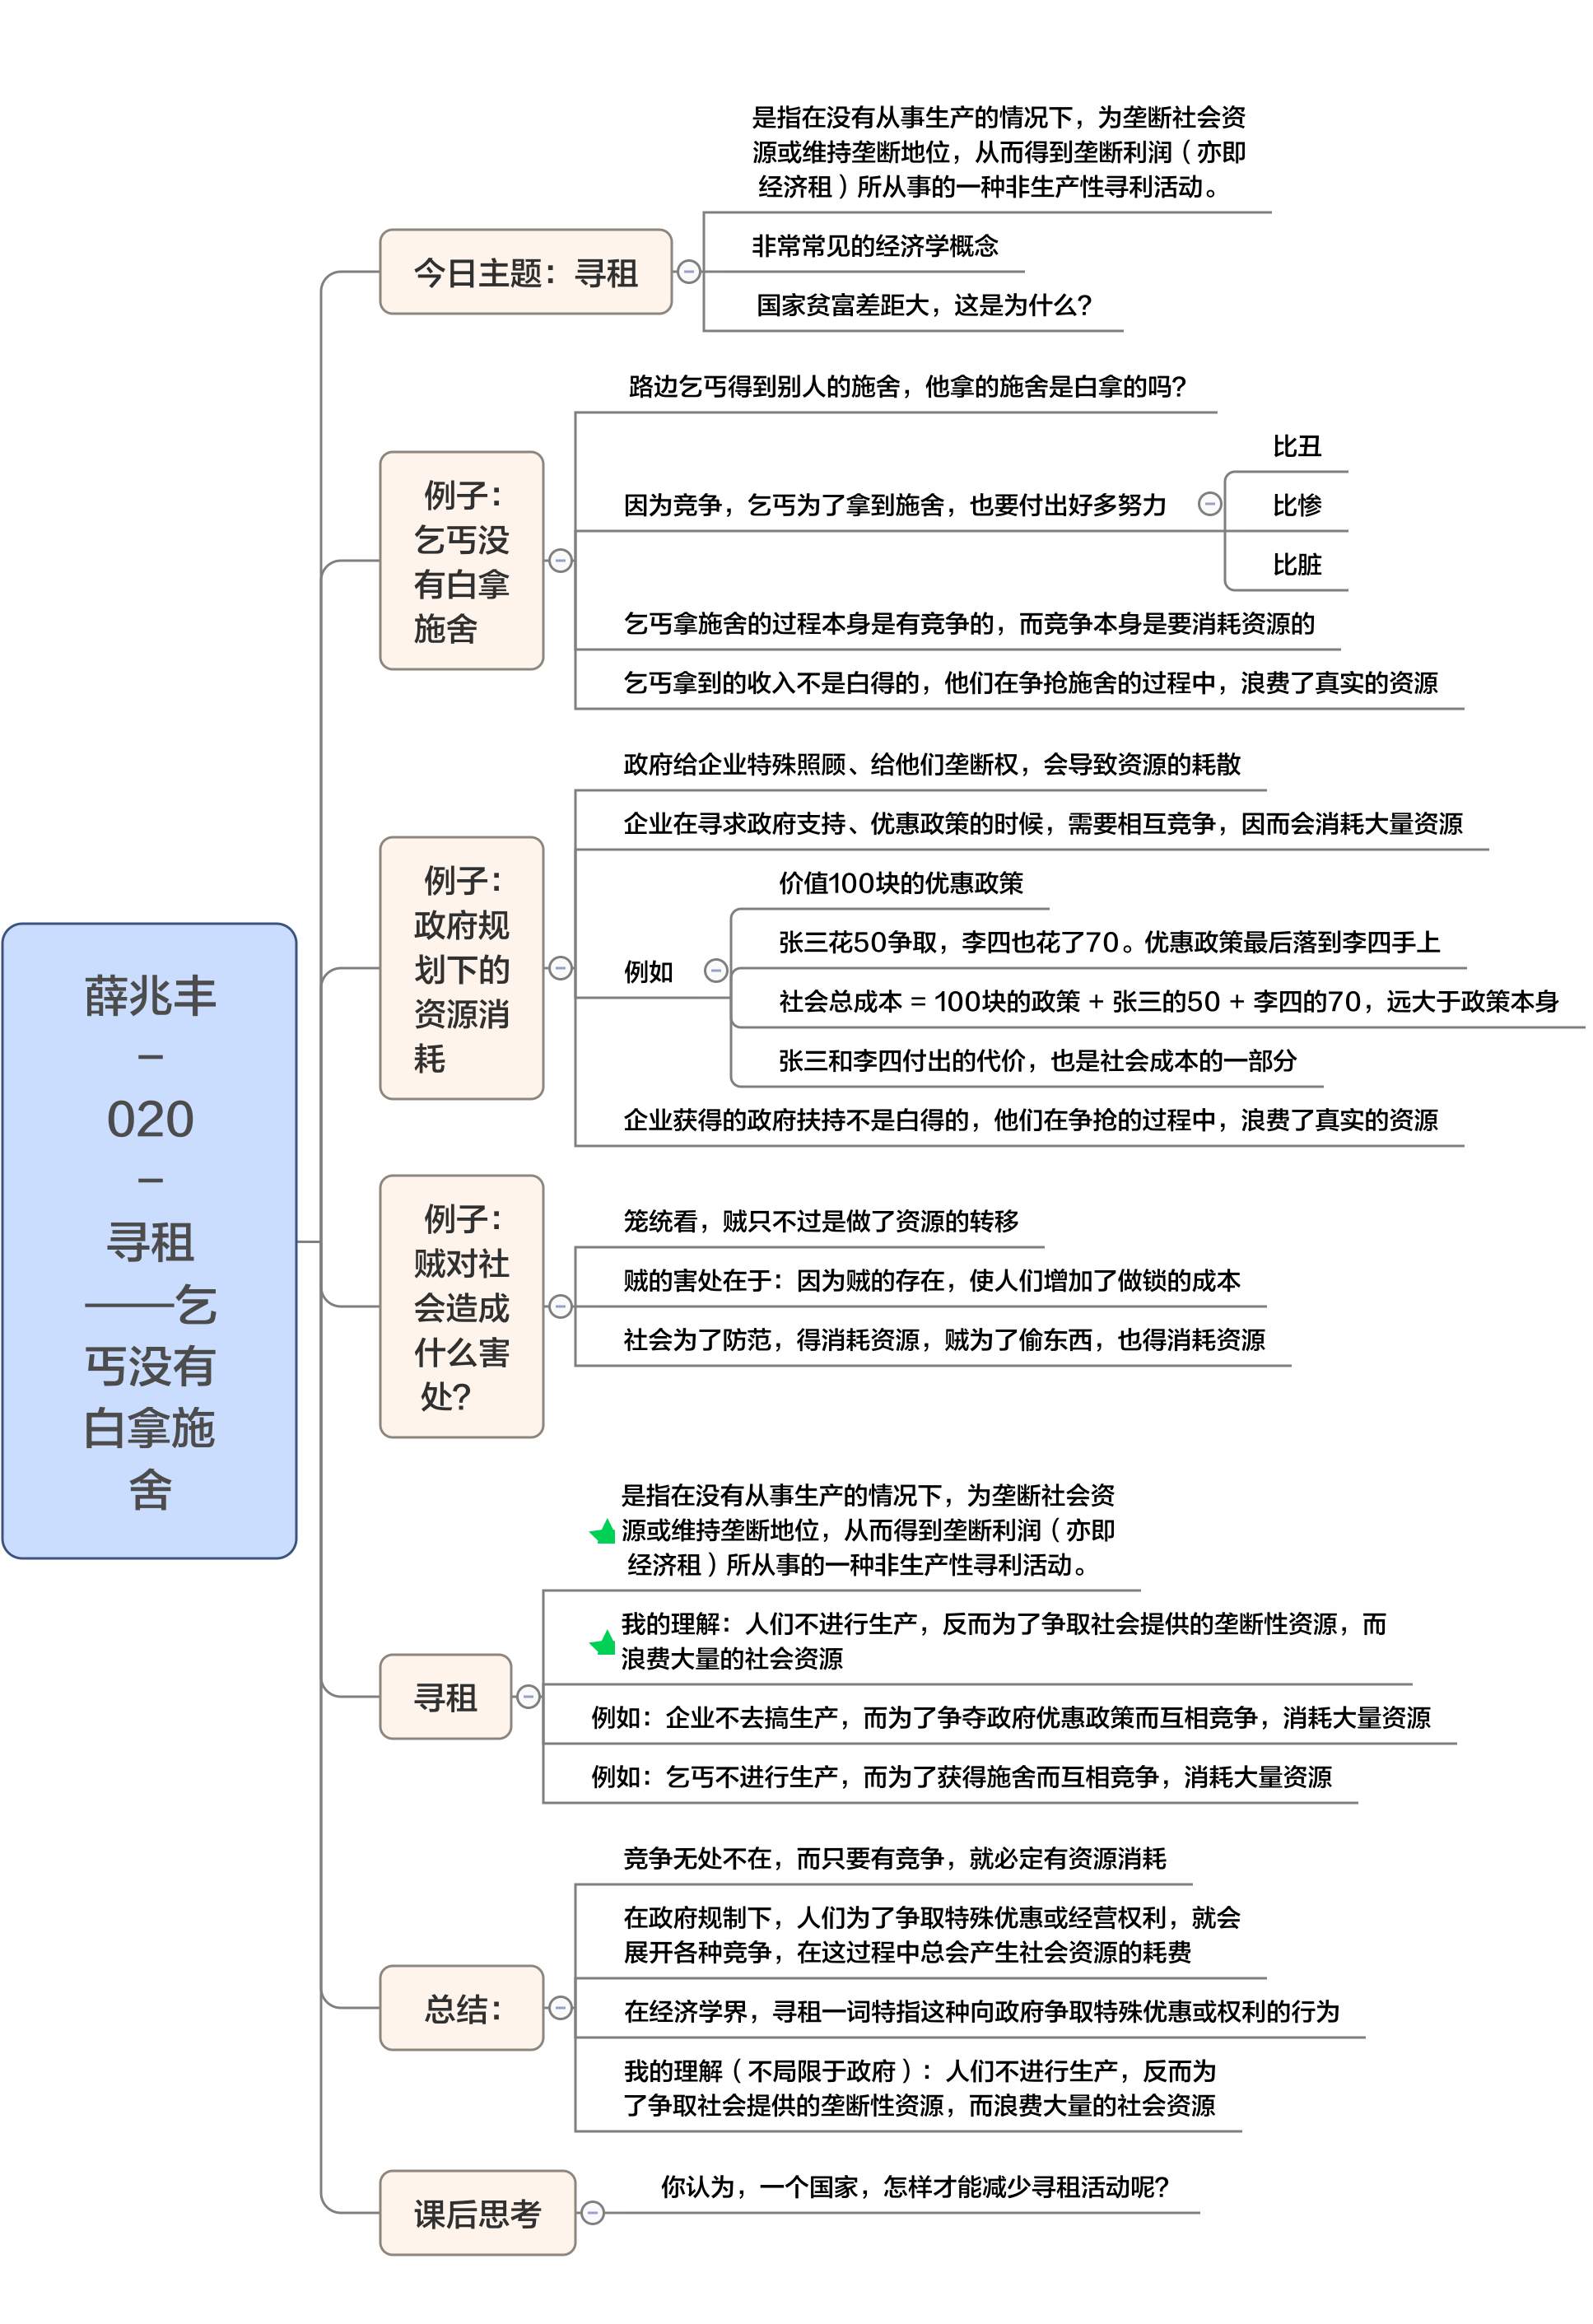 薛兆丰
–
020
–
寻租
——乞
丐没有
白拿施
舍
今日主题：寻租
是指在没有从事生产的情况下，为垄断社会资
源或维持垄断地位，从而得到垄断利润（亦即
经济租）所从事的一种非生产性寻利活动。
非常常见的经济学概念
国家贫富差距大，这是为什么？
例子：
乞丐没
有白拿
施舍
路边乞丐得到别人的施舍，他拿的施舍是白拿的吗？
因为竞争，乞丐为了拿到施舍，也要付出好多努力
比丑
比惨
比脏
乞丐拿施舍的过程本身是有竞争的，而竞争本身是要消耗资源的
乞丐拿到的收入不是白得的，他们在争抢施舍的过程中，浪费了真实的资源
例子：
政府规
划下的
资源消
耗
政府给企业特殊照顾、给他们垄断权，会导致资源的耗散
企业在寻求政府支持、优惠政策的时候，需要相互竞争，因而会消耗大量资源
例如
价值100块的优惠政策
张三花50争取，李四也花了70。优惠政策最后落到李四手上
社会总成本 = 100块的政策 + 张三的50 + 李四的70，远大于政策本身
张三和李四付出的代价，也是社会成本的一部分
企业获得的政府扶持不是白得的，他们在争抢的过程中，浪费了真实的资源
例子：
贼对社
会造成
什么害
处？
笼统看，贼只不过是做了资源的转移
贼的害处在于：因为贼的存在，使人们增加了做锁的成本
社会为了防范，得消耗资源，贼为了偷东西，也得消耗资源
寻租
是指在没有从事生产的情况下，为垄断社会资
源或维持垄断地位，从而得到垄断利润（亦即
经济租）所从事的一种非生产性寻利活动。
我的理解：人们不进行生产，反而为了争取社会提供的垄断性资源，而
浪费大量的社会资源
例如：企业不去搞生产，而为了争夺政府优惠政策而互相竞争，消耗大量资源
例如：乞丐不进行生产，而为了获得施舍而互相竞争，消耗大量资源
总结：
竞争无处不在，而只要有竞争，就必定有资源消耗
在政府规制下，人们为了争取特殊优惠或经营权利，就会
展开各种竞争，在这过程中总会产生社会资源的耗费
在经济学界，寻租一词特指这种向政府争取特殊优惠或权利的行为
我的理解（不局限于政府）：人们不进行生产，反而为
了争取社会提供的垄断性资源，而浪费大量的社会资源
课后思考
你认为，一个国家，怎样才能减少寻租活动呢？